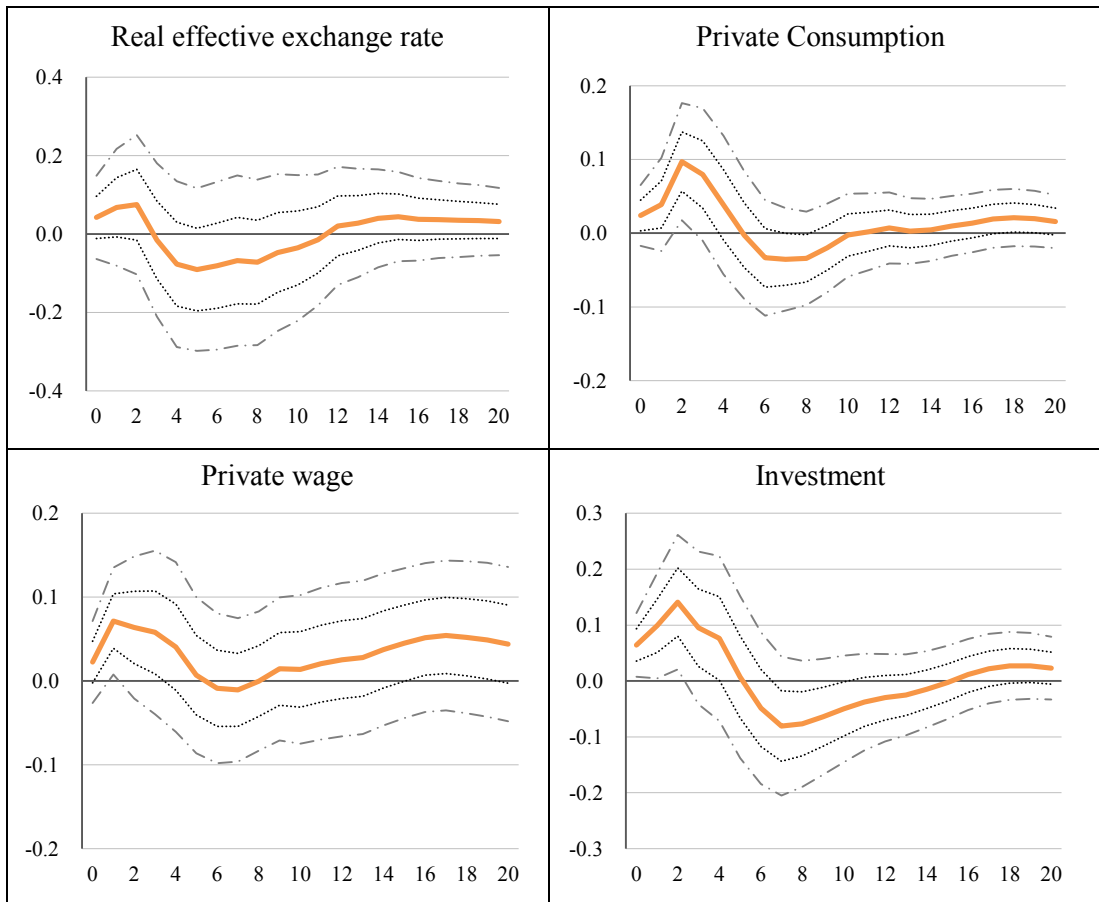 Real effective exchange rate
0.4
0.2
0.0
-0.2
-0.4
0 2 4 6 8 10 12 14 16 18 20
Private Consumption
0.2
0.1
0.0
-0.1
-0.2
0 2 4 6 8 10 12 14 16 18 20
Private wage
0.2
0.1
0.0
-0.1
-0.2
0 2 4 6 8 10 12 14 16 18 20
Investment
0.3
0.2
0.1
0.0
-0.1
-0.2
-0.3
0 2 4 6 8 10 12 14 16 18 20